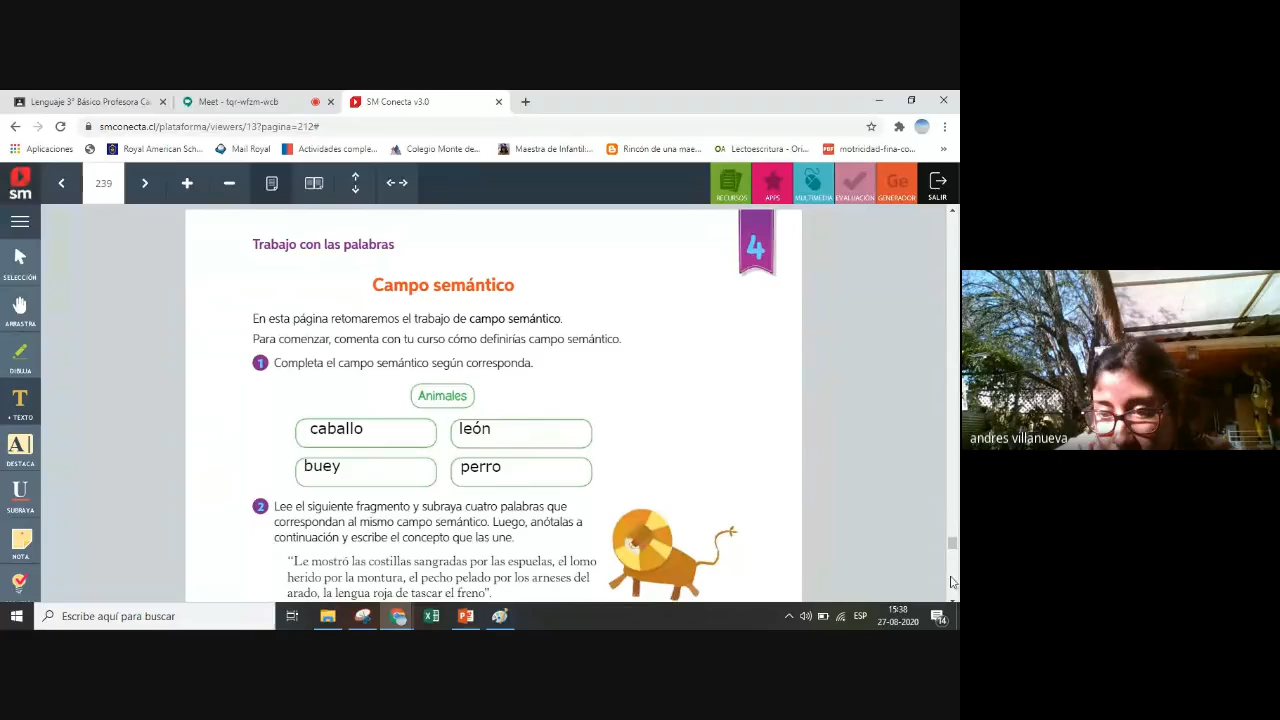 Lenguaje 3° Básico Profesora Ca
Meet - tqr-wfzm-wcb
SM Conecta v3.0
smconecta.cl/plataforma/viewers/13?pagina=212#
Aplicaciones
Royal American Sch...
Mail Royal
Actividades comple...
Colegio Monte de...
Maestra de Infantil:...
Rincón de una mae...
OA Lectoescritura - Ori...
PDF motricidad-fina-co...
»
sm
239
RECURSOS
APPS
MULTIMEDIA
EVALUACIÓN
Ge
GENERADOR
SALIR
SELECCIÓN
ARRASTRA
DIBUJA
T
+ TEXTO
A
DESTACA
U
SUBRAYA
NOTA
Trabajo con las palabras
4
Campo semántico
En esta página retomaremos el trabajo de campo semántico.
Para comenzar, comenta con tu curso cómo definirías campo semántico.
1 Completa el campo semántico según corresponda.
Animales
caballo león
buey perro
2 Lee el siguiente fragmento y subraya cuatro palabras que
correspondan al mismo campo semántico. Luego, anótalas a
continuación y escribe el concepto que las une.
“Le mostró las costillas sangradas por las espuelas, el lomo
herido por la montura, el pecho pelado por los arneses del
arado, la lengua roja de tascar el freno”.
andres villanueva
Escribe aquí para buscar
ESP
15:38
27-08-2020
14